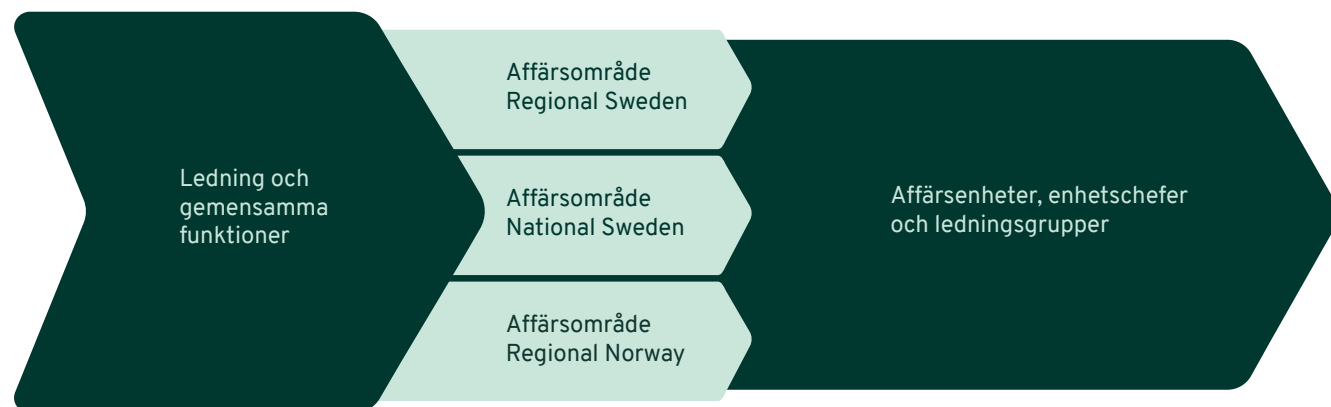 Ledning och
gemensamma
funktioner
Affärsområde
Regional Sweden
Affärsområde
National Sweden
Affärsområde
Regional Norway
Affärsenheter, enhetschefer
och ledningsgrupper